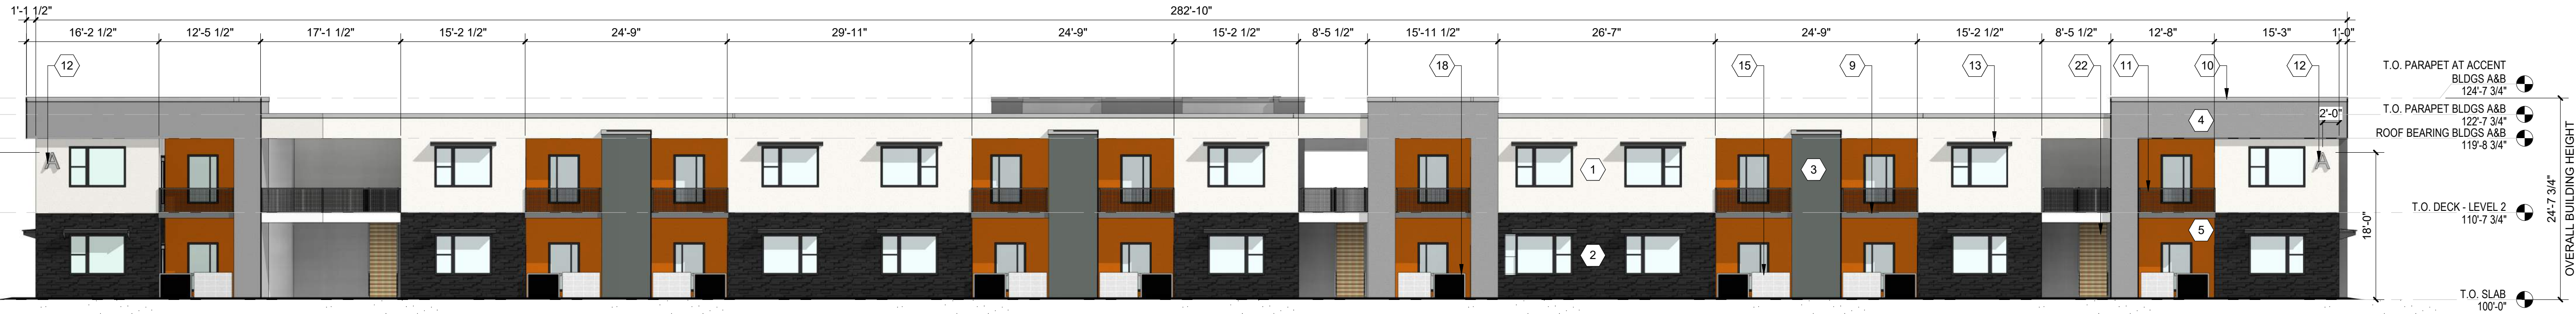 1'-1 1/2"
282'-10"
16'-2 1/2" 12'-5 1/2" 17'-1 1/2" 15'-2 1/2" 24'-9" 29'-11" 24'-9" 15'-2 1/2" 8'-5 1/2" 15'-11 1/2" 26'-7" 24'-9" 15'-2 1/2" 8'-5 1/2" 12'-8" 15'-3" 1'-0"
12 18 15 9 13 22 11 10 12
T.O. PARAPET AT ACCENT
BLDGS A&B
124'-7 3/4"
T.O. PARAPET BLDGS A&B
122'-7 3/4"
ROOF BEARING BLDGS A&B
119'-8 3/4"
4
2'-0"
A
A
1
3
T.O. DECK - LEVEL 2
110'-7 3/4"
5
2
18'-0"
24'-7 3/4"
OVERALL BUILDING HEIGHT
T.O. SLAB
100'-0"